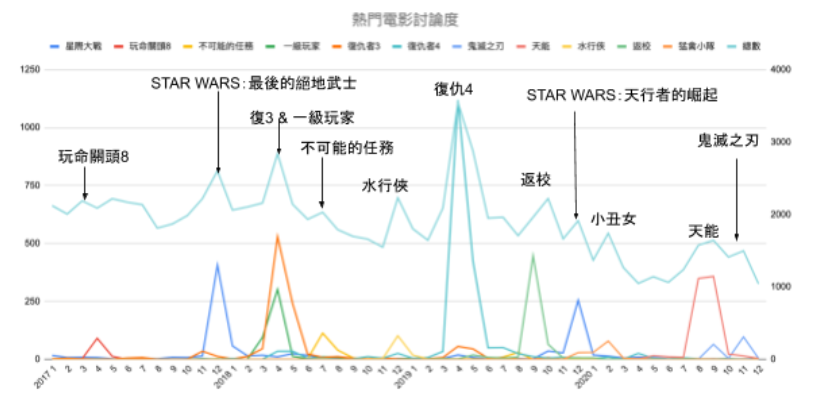 熱門電影討論度
星際大戰 玩命關頭8 不可能的任務 一級玩家 復仇者3 復仇者4 鬼滅之刃 天能 水行俠 返校 猛禽小隊 總數
1250 4000
STAR WARS：最後的絕地武士
復仇4
STAR WARS：天行者的崛起
復3 & 一級玩家
1000 3000
不可能的任務
鬼滅之刃
玩命關頭8
水行俠
返校
750 2000
小丑女
天能
500
250 1000
0 0
2017 1 2 3 4 5 6 7 8 9 10 11 12 2018 1 2 3 4 5 6 7 8 9 10 11 12 2019 1 2 3 4 5 6 7 8 9 10 11 12 2020 1 2 3 4 5 6 7 8 9 10 11 12